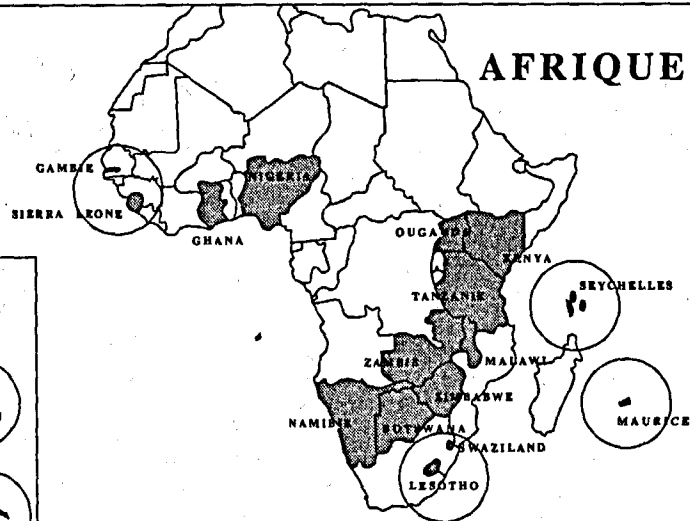 AFRIQUE
GAMBIE
NIGERIA
SIERRA LEONE
GHANA
OUGANDA
KENYA
SEYCHELLES
TANZANIE
ZAMBIE
MALAWI
ZIMBABWE
MAURICE
NAMIBIE
BOTSWANA
SWAZILAND
LESOTHO